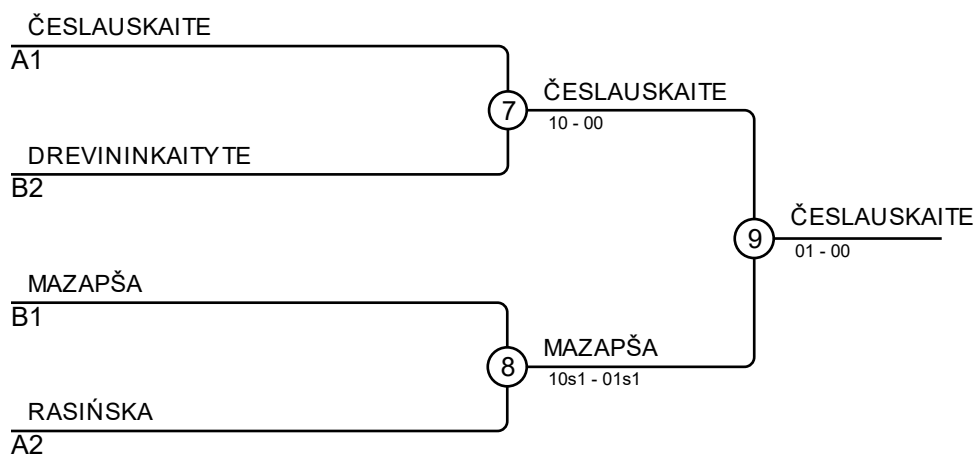 ČESLAUSKAITE
A1
7
ČESLAUSKAITE
10 - 00
DREVININKAITYTE
B2
9
ČESLAUSKAITE
01 - 00
MAZAPŠA
B1
8
MAZAPŠA
10s1 - 01s1
RASIŃSKA
A2